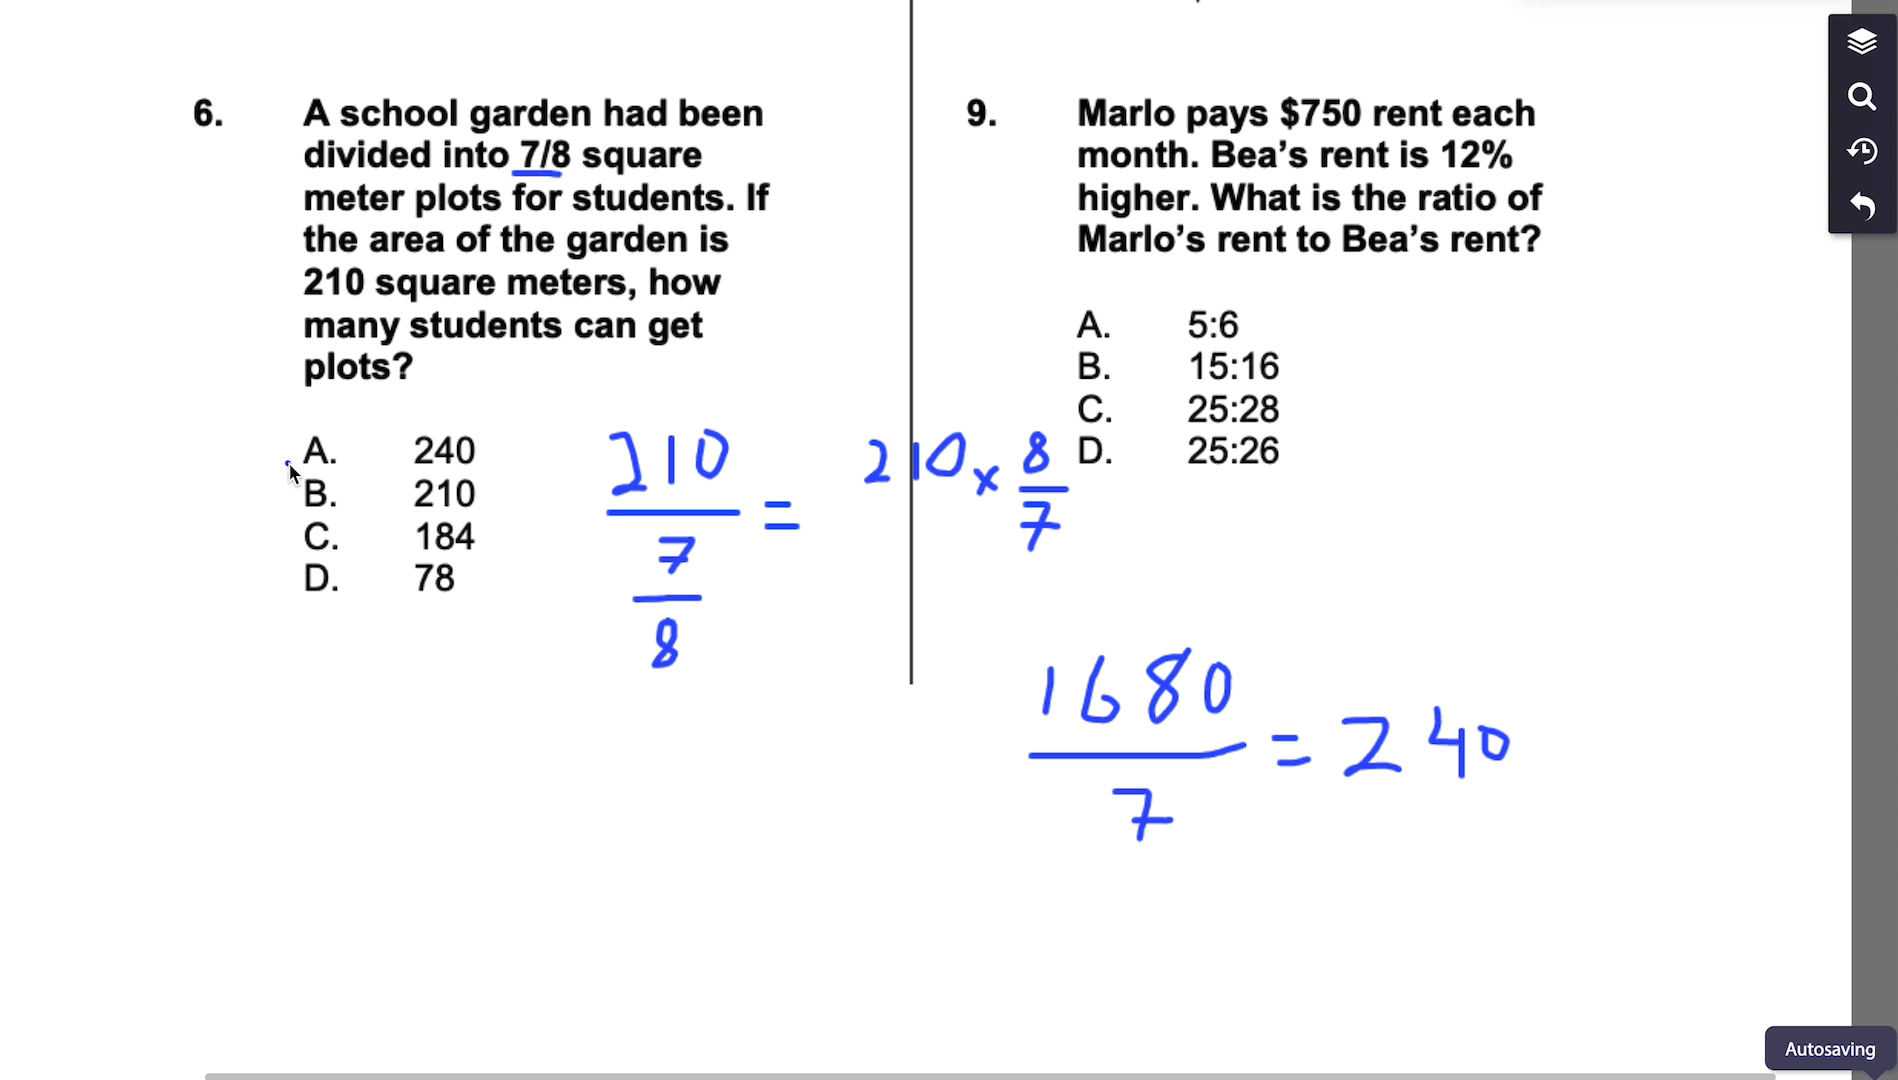 6. A school garden had been
divided into 7/8 square
meter plots for students. If
the area of the garden is
210 square meters, how
many students can get
plots?
A. 240
B. 210
C. 184
D. 78
210
7
8
=
210 x 8
7
9. Marlo pays $750 rent each
month. Bea’s rent is 12%
higher. What is the ratio of
Marlo’s rent to Bea’s rent?
A. 5:6
B. 15:16
C. 25:28
D. 25:26
1680
7
= 240
Autosaving